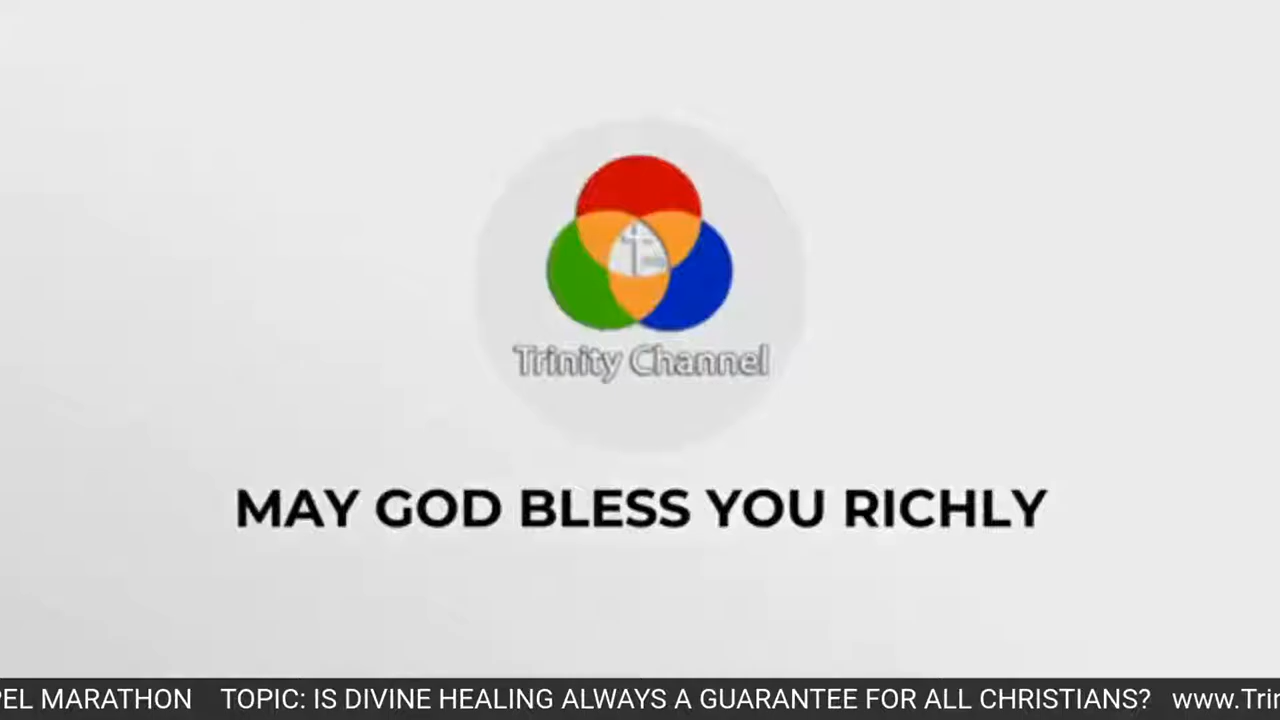 Trinity Channel
MAY GOD BLESS YOU RICHLY
PEL MARATHON TOPIC: IS DIVINE HEALING ALWAYS A GUARANTEE FOR ALL CHRISTIANS? www.Trin